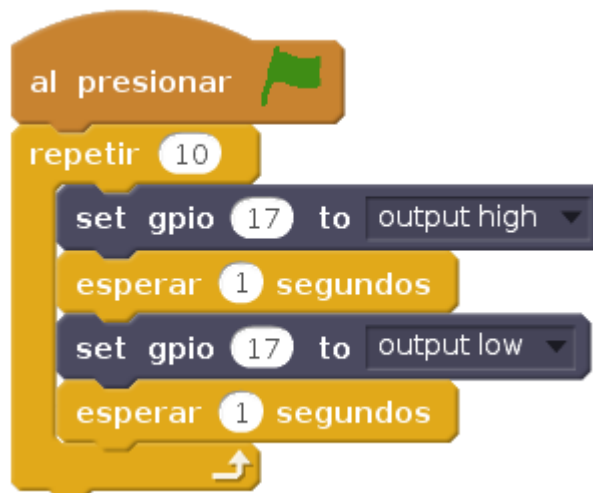 al presionar
repetir 10
set gpio 17 to output high
esperar 1 segundos
set gpio 17 to output low
esperar 1 segundos